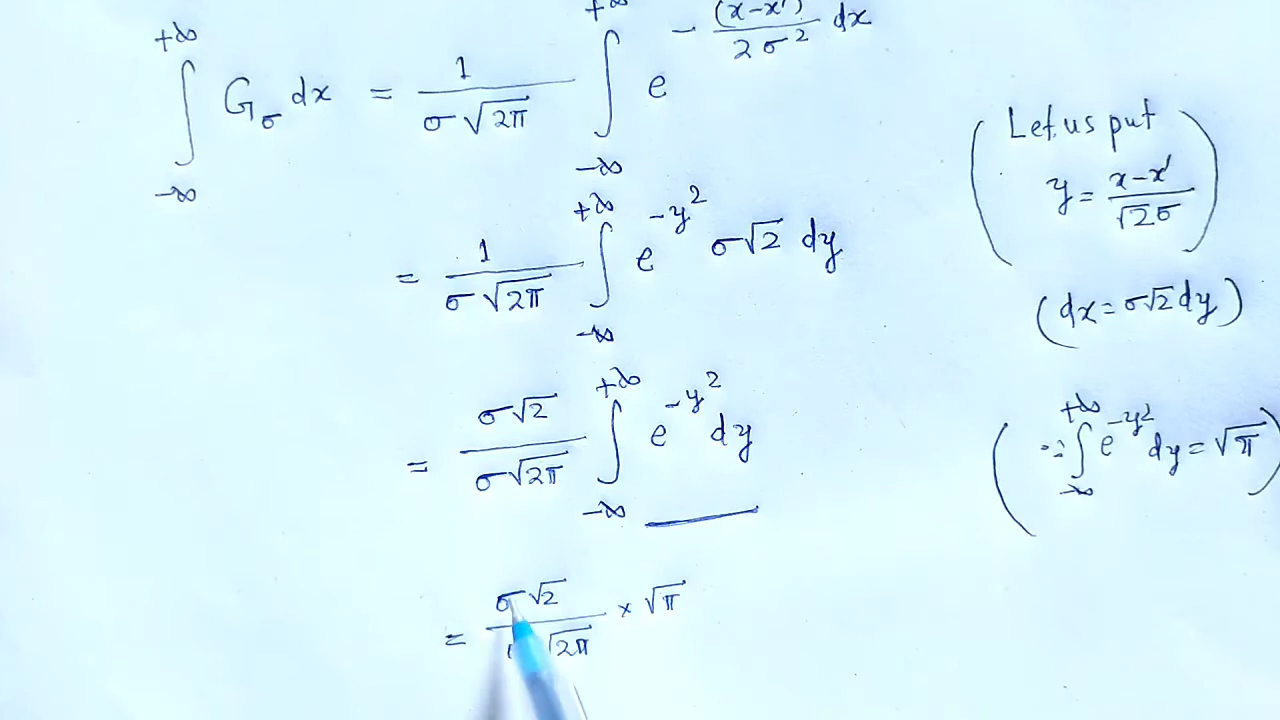 +∞ ∫ -∞ G_σ dx = 1/(σ√2π) +∞ ∫ -∞ e^(-(x-x')/2σ²) dx
(Let us put
y = (x-x')/(√2σ))
= 1/(σ√2π) +∞ ∫ -∞ e^(-y²) σ√2 dy
(dx = σ√2 dy)
= σ√2/(σ√2π) +∞ ∫ -∞ e^(-y²) dy
(∵ +∞ ∫ -∞ e^(-y²) dy = √π)
= σ√2/(√2π) × √π